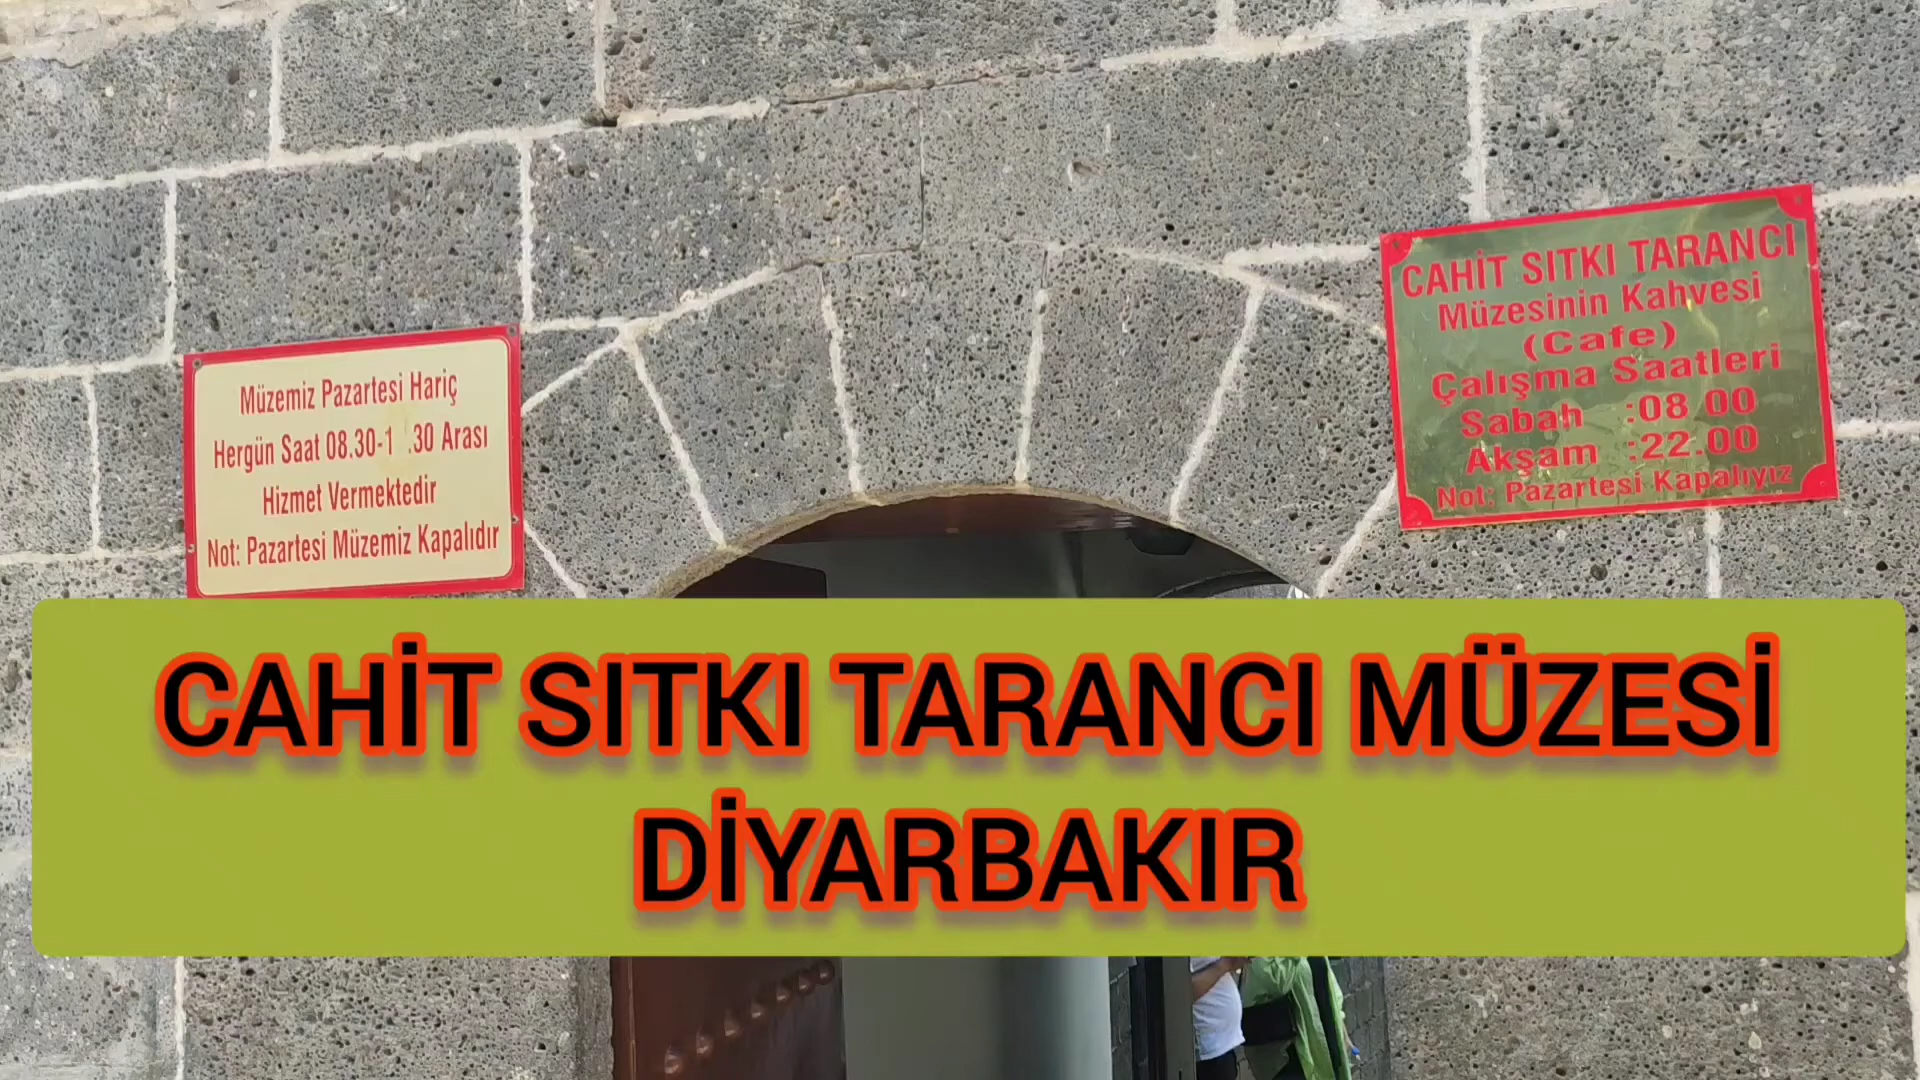 Müzemiz Pazartesi Hariç
Hergün Saat 08.30-1 .30 Arası
Hizmet Vermektedir
Not: Pazartesi Müzemiz Kapalıdır
CAHİT SITKI TARANCI
Müzesinin Kahvesi
(Cafe)
Çalışma Saatleri
Sabah :08 00
Akşam :22.00
Not: Pazartesi Kapalıyız
CAHİT SITKI TARANCI MÜZESİ
DİYARBAKIR